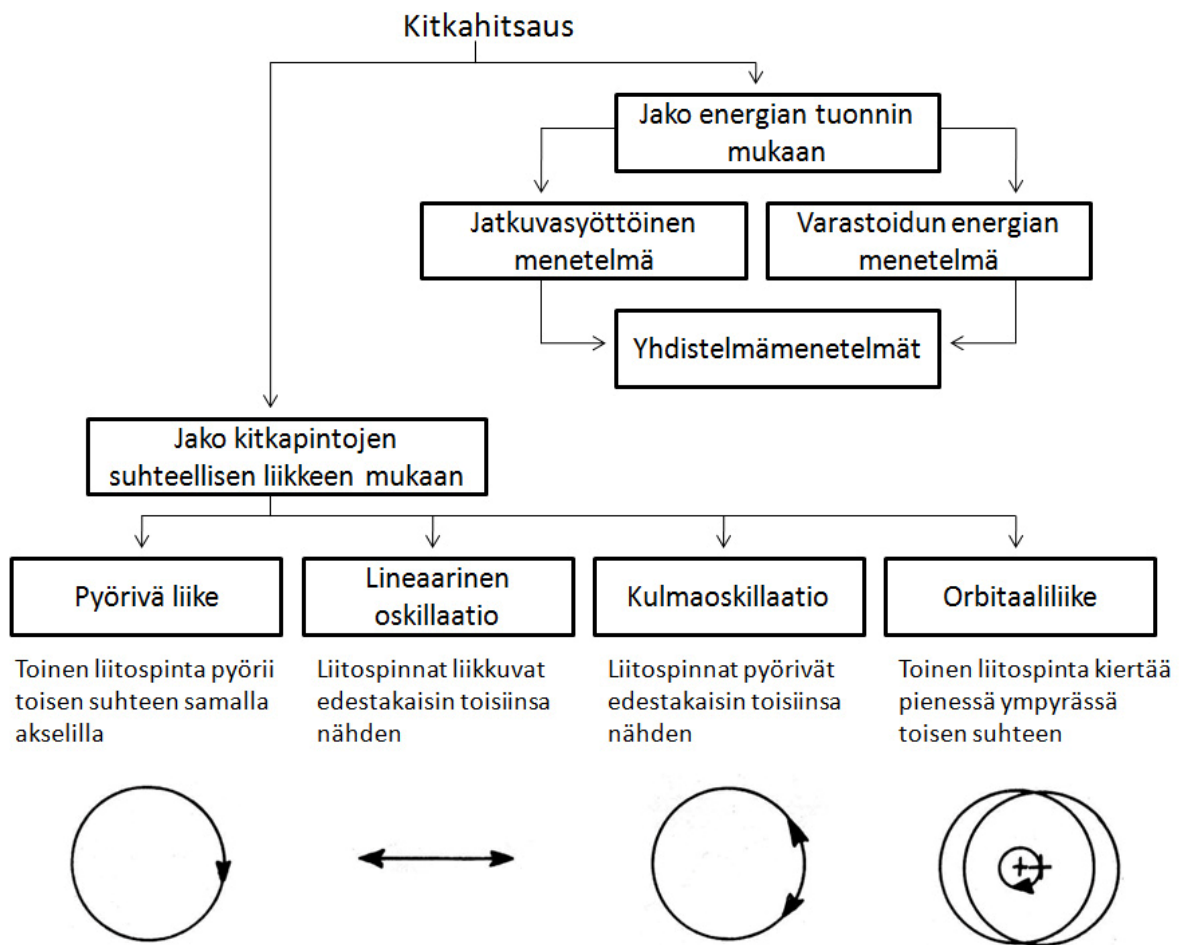 Kitkahitsaus
Jako energian tuonnin
mukaan
Jatkuvasyöttöinen
menetelmä
Varastoidun energian
menetelmä
Yhdistelmämenetelmät
Jako kitkapintojen
suhteellisen liikkeen mukaan
Pyörivä liike
Lineaarinen
oskillaatio
Kulmaoskillaatio
Orbitaaliliike
Toinen liitospinta pyörii
toisen suhteen samalla
akselilla
Liitospinnat liikkuvat
edestakaisin toisiinsa
nähden
Liitospinnat pyörivät
edestakaisin toisiinsa
nähden
Toinen liitospinta kiertää
pienessä ympyrässä
toisen suhteen